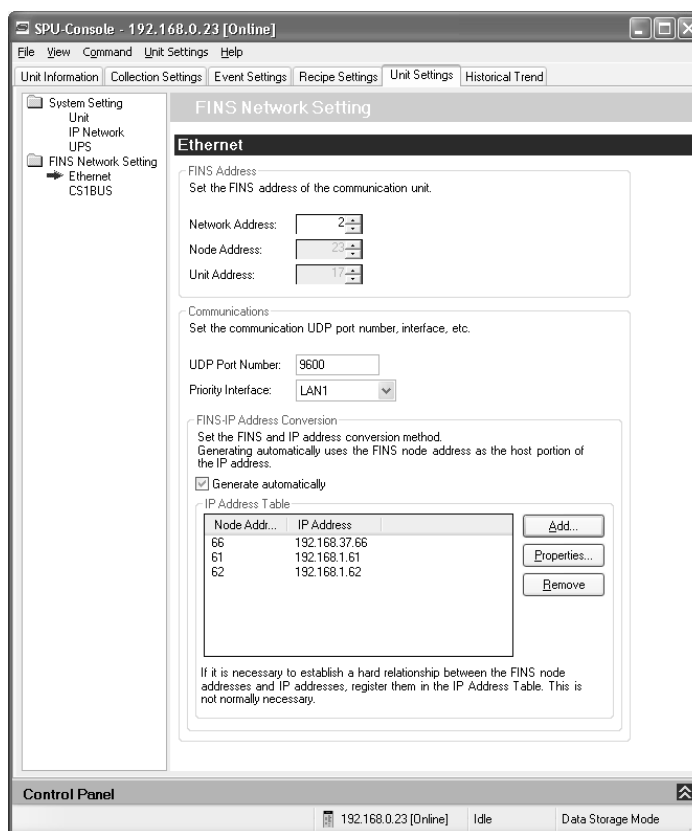 SPU-Console - 192.168.0.23 [Online]
File View Command Unit Settings Help
Unit Information Collection Settings Event Settings Recipe Settings Unit Settings Historical Trend
System Setting
Unit
IP Network
UPS
FINS Network Setting
Ethernet
CS1BUS
FINS Network Setting
Ethernet
FINS Address
Set the FINS address of the communication unit.
Network Address: 2
Node Address: 23
Unit Address: 17
Communications
Set the communication UDP port number, interface, etc.
UDP Port Number: 9600
Priority Interface: LAN1
FINS-IP Address Conversion
Set the FINS and IP address conversion method.
Generating automatically uses the FINS node address as the host portion of
the IP address.
Generate automatically
IP Address Table
Node Addr... IP Address
66 192.168.37.66
61 192.168.1.61
62 192.168.1.62
Add...
Properties...
Remove
If it is necessary to establish a hard relationship between the FINS node
addresses and IP addresses, register them in the IP Address Table. This is
not normally necessary.
Control Panel
192.168.0.23 [Online] Idle Data Storage Mode